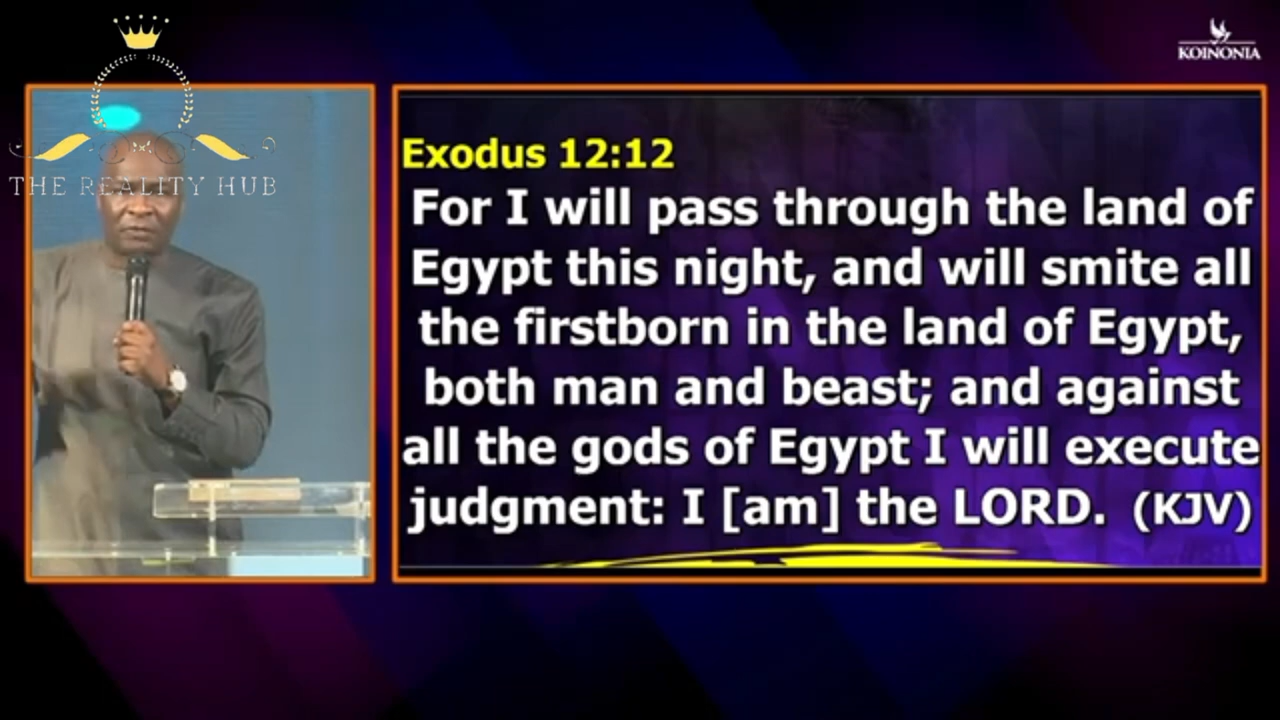 KOINONIA
THE REALITY HUB
Exodus 12:12
For I will pass through the land of
Egypt this night, and will smite all
the firstborn in the land of Egypt,
both man and beast; and against
all the gods of Egypt I will execute
judgment: I [am] the LORD. (KJV)